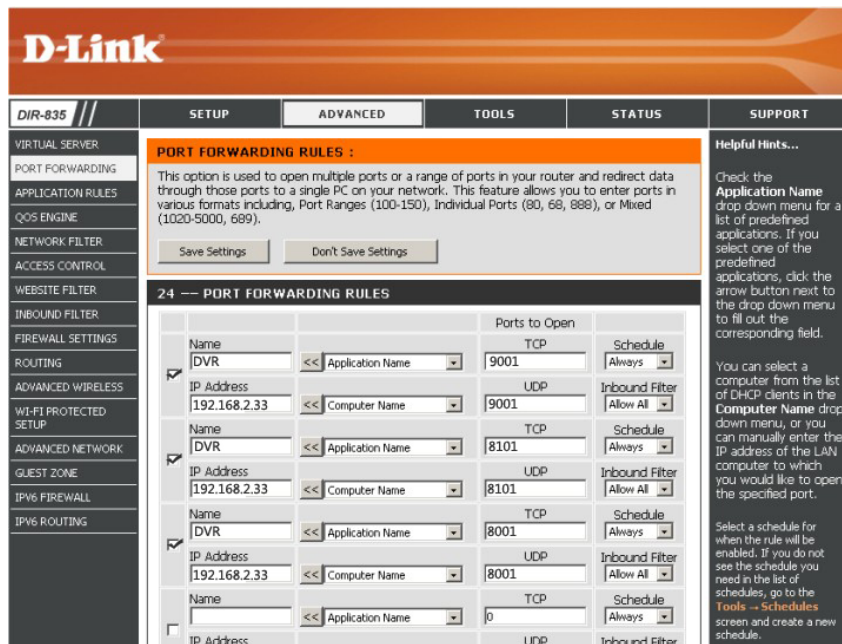 D-Link
DIR-835 //
SETUP
ADVANCED
TOOLS
STATUS
SUPPORT
VIRTUAL SERVER
PORT FORWARDING
APPLICATION RULES
QOS ENGINE
NETWORK FILTER
ACCESS CONTROL
WEBSITE FILTER
INBOUND FILTER
FIREWALL SETTINGS
ROUTING
ADVANCED WIRELESS
WI-FI PROTECTED
SETUP
ADVANCED NETWORK
GUEST ZONE
IPV6 FIREWALL
IPV6 ROUTING
PORT FORWARDING RULES :
This option is used to open multiple ports or a range of ports in your router and redirect data
through those ports to a single PC on your network. This feature allows you to enter ports in
various formats including, Port Ranges (100-150), Individual Ports (80, 68, 888), or Mixed
(1020-5000, 689).
Save Settings Don't Save Settings
24 -- PORT FORWARDING RULES
Ports to Open
Name TCP Schedule
DVR << Application Name 9001 Always
IP Address UDP Inbound Filter
192.168.2.33 << Computer Name 9001 Allow All
Name TCP Schedule
DVR << Application Name 8101 Always
IP Address UDP Inbound Filter
192.168.2.33 << Computer Name 8101 Allow All
Name TCP Schedule
DVR << Application Name 8001 Always
IP Address UDP Inbound Filter
192.168.2.33 << Computer Name 8001 Allow All
Name TCP Schedule
<< Application Name 0 Always
IP Address UDP Inbound Filter
Helpful Hints...
Check the
Application Name
drop down menu for a
list of predefined
applications. If you
select one of the
predefined
applications, click the
arrow button next to
the drop down menu
to fill out the
corresponding field.
You can select a
computer from the list
of DHCP clients in the
Computer Name drop
down menu, or you
can manually enter the
IP address of the LAN
computer to which
you would like to open
the specified port.
Select a schedule for
when the rule will be
enabled. If you do not
see the schedule you
need in the list of
schedules, go to the
Tools → Schedules
screen and create a new
schedule.